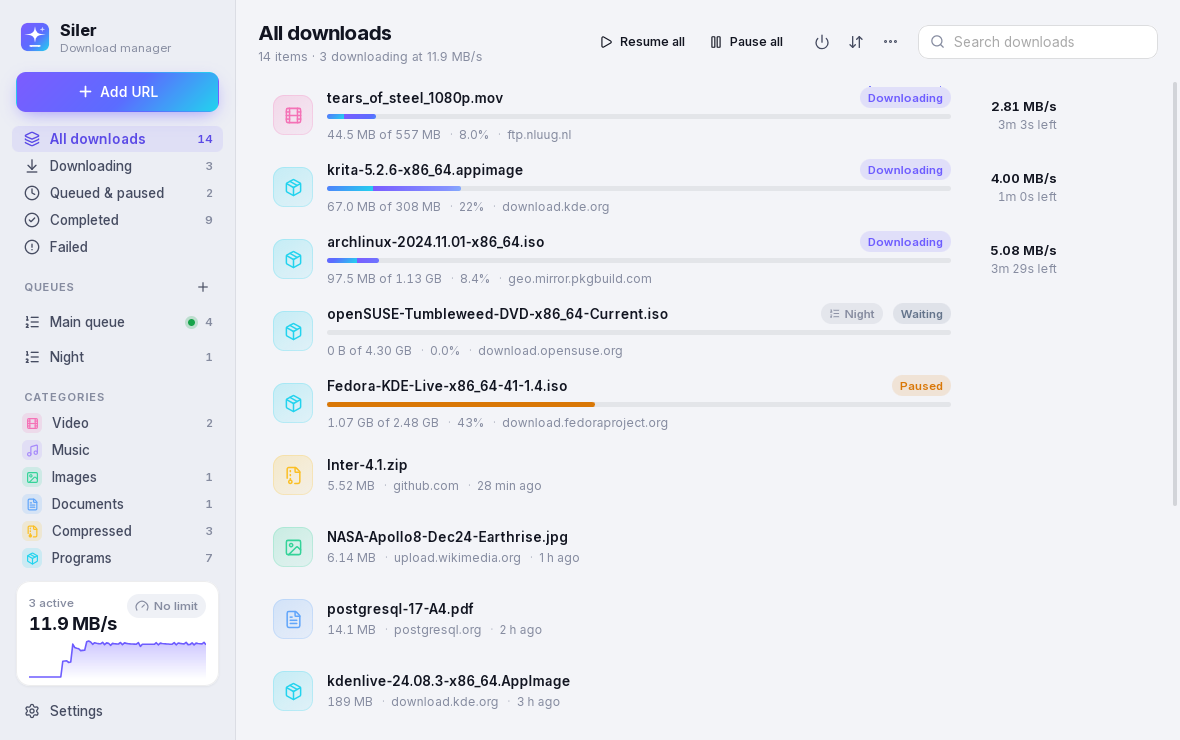 Siler
Download manager
Add URL
All downloads 14
Downloading 3
Queued & paused 2
Completed 9
Failed
QUEUES
Main queue 4
Night 1
CATEGORIES
Video 2
Music
Images 1
Documents 1
Compressed 3
Programs 7
3 active
No limit
11.9 MB/s
Settings
All downloads
14 items · 3 downloading at 11.9 MB/s
Resume all
Pause all
Search downloads
tears_of_steel_1080p.mov
Downloading
2.81 MB/s
44.5 MB of 557 MB · 8.0% · ftp.nluug.nl
3m 3s left
krita-5.2.6-x86_64.appimage
Downloading
4.00 MB/s
67.0 MB of 308 MB · 22% · download.kde.org
1m 0s left
archlinux-2024.11.01-x86_64.iso
Downloading
5.08 MB/s
97.5 MB of 1.13 GB · 8.4% · geo.mirror.pkgbuild.com
3m 29s left
openSUSE-Tumbleweed-DVD-x86_64-Current.iso
Night
Waiting
0 B of 4.30 GB · 0.0% · download.opensuse.org
Fedora-KDE-Live-x86_64-41-1.4.iso
Paused
1.07 GB of 2.48 GB · 43% · download.fedoraproject.org
Inter-4.1.zip
5.52 MB · github.com · 28 min ago
NASA-Apollo8-Dec24-Earthrise.jpg
6.14 MB · upload.wikimedia.org · 1 h ago
postgresql-17-A4.pdf
14.1 MB · postgresql.org · 2 h ago
kdenlive-24.08.3-x86_64.AppImage
189 MB · download.kde.org · 3 h ago